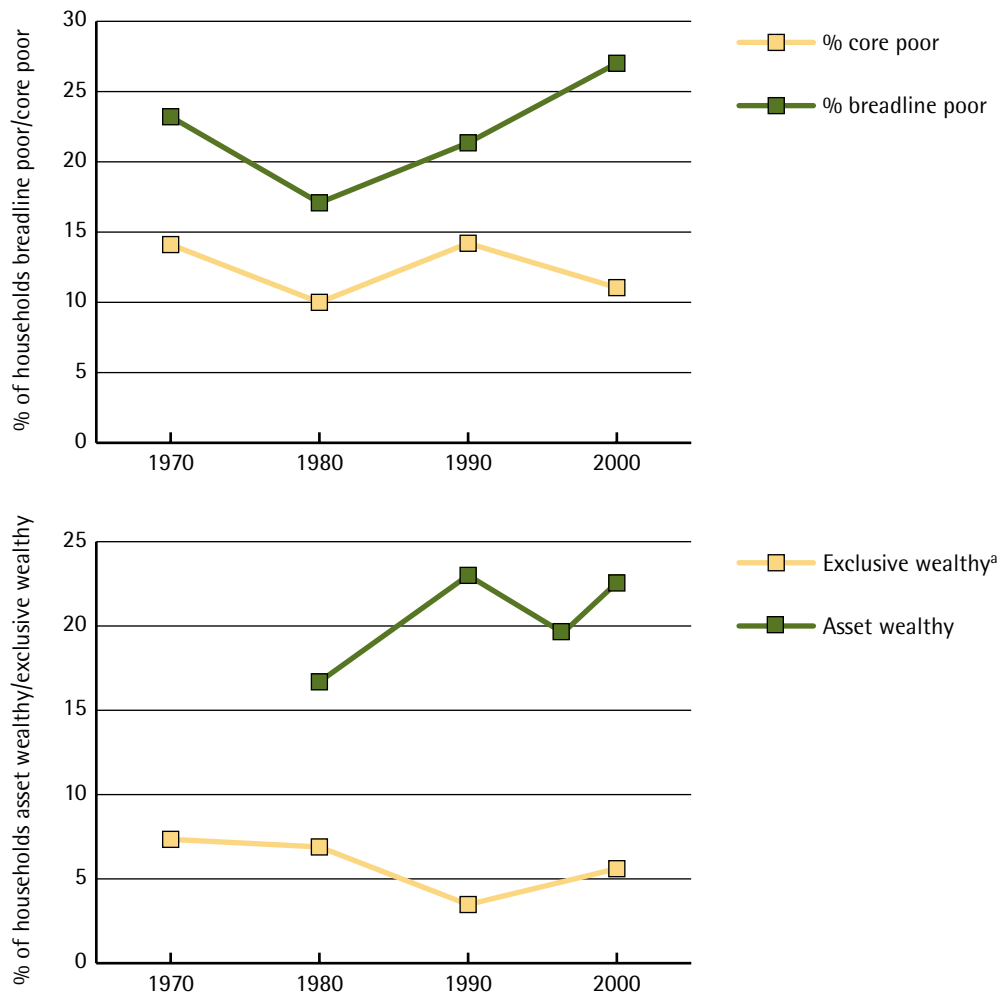 % of households breadline poor/core poor
30
25
20
15
10
5
0
1970 1980 1990 2000
% core poor
% breadline poor
% of households asset wealthy/exclusive wealthy
25
20
15
10
5
0
1970 1980 1990 2000
Exclusive wealthyᵃ
Asset wealthy